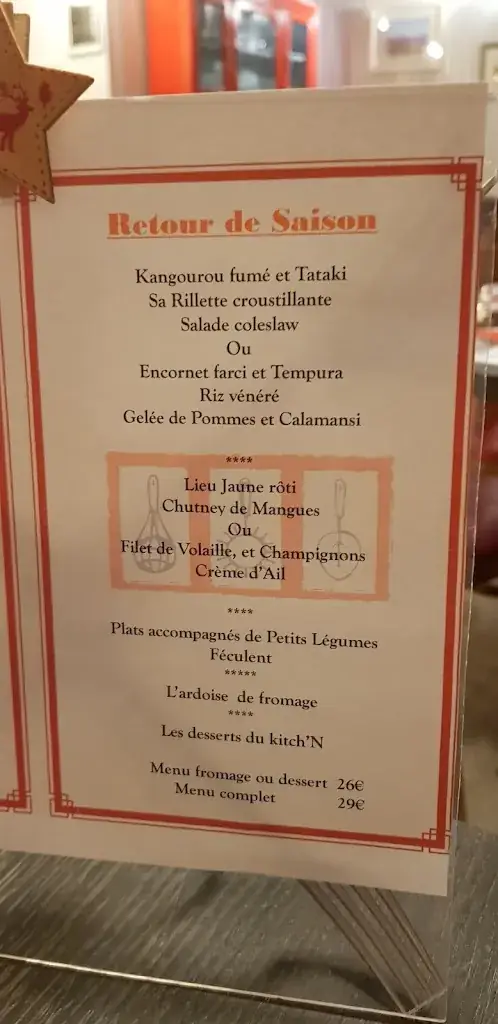 Retour de Saison
Kangourou fumé et Tataki
Sa Rillette croustillante
Salade coleslaw
Ou
Encornet farci et Tempura
Riz vénéré
Gelée de Pommes et Calamansi
****
Lieu Jaune rôti
Chutney de Mangues
Ou
Filet de Volaille, et Champignons
Crème d'Ail
****
Plats accompagnés de Petits Légumes
Féculent
*****
L'ardoise de fromage
****
Les desserts du kitch'N
Menu fromage ou dessert 26€
Menu complet 29€